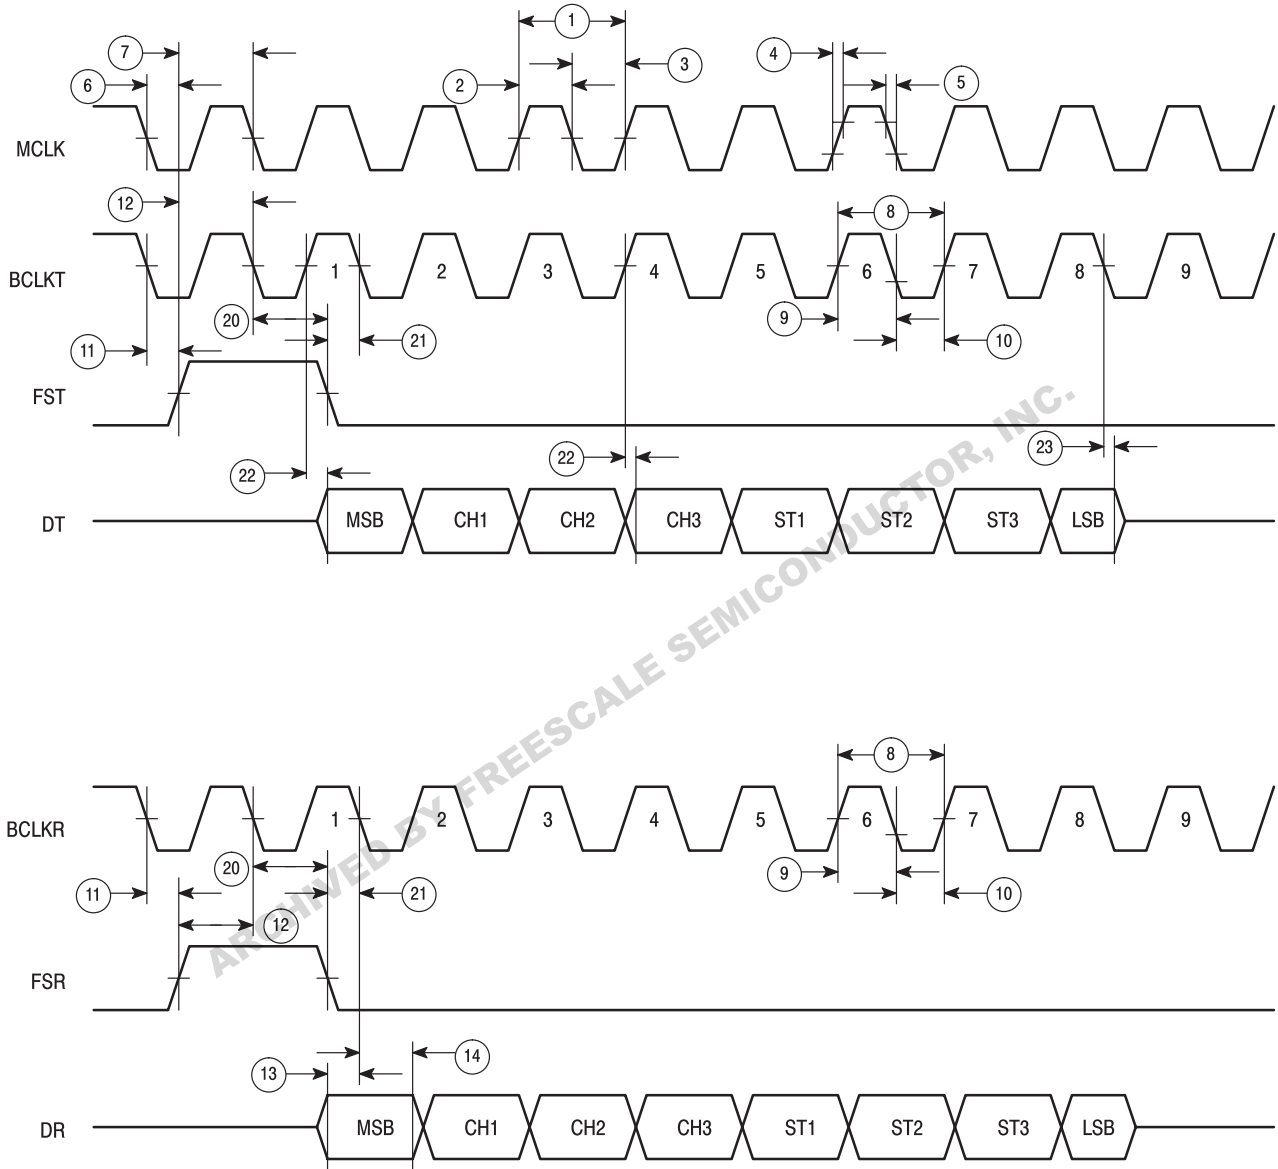 1
7
4
3
6
2
5
MCLK
12
8
BCLKT
1 2 3 4 5 6 7 8 9
20
9
21
10
11
FST
22
22
23
DT
MSB CH1 CH2 CH3 ST1 ST2 ST3 LSB
ARCHIVED BY FREESCALE SEMICONDUCTOR, INC.
8
BCLKR
1 2 3 4 5 6 7 8 9
20
9
11
21
10
12
FSR
14
13
DR
MSB CH1 CH2 CH3 ST1 ST2 ST3 LSB